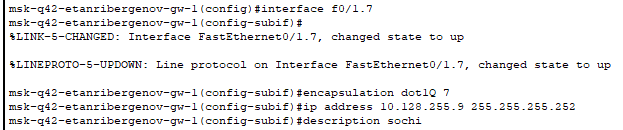 msk-q42-etanribergenov-gw-1(config)#interface f0/1.7
msk-q42-etanribergenov-gw-1(config-subif)#
%LINK-5-CHANGED: Interface FastEthernet0/1.7, changed state to up
%LINEPROTO-5-UPDOWN: Line protocol on Interface FastEthernet0/1.7, changed state to up
msk-q42-etanribergenov-gw-1(config-subif)#encapsulation dot1Q 7
msk-q42-etanribergenov-gw-1(config-subif)#ip address 10.128.255.9 255.255.255.252
msk-q42-etanribergenov-gw-1(config-subif)#description sochi